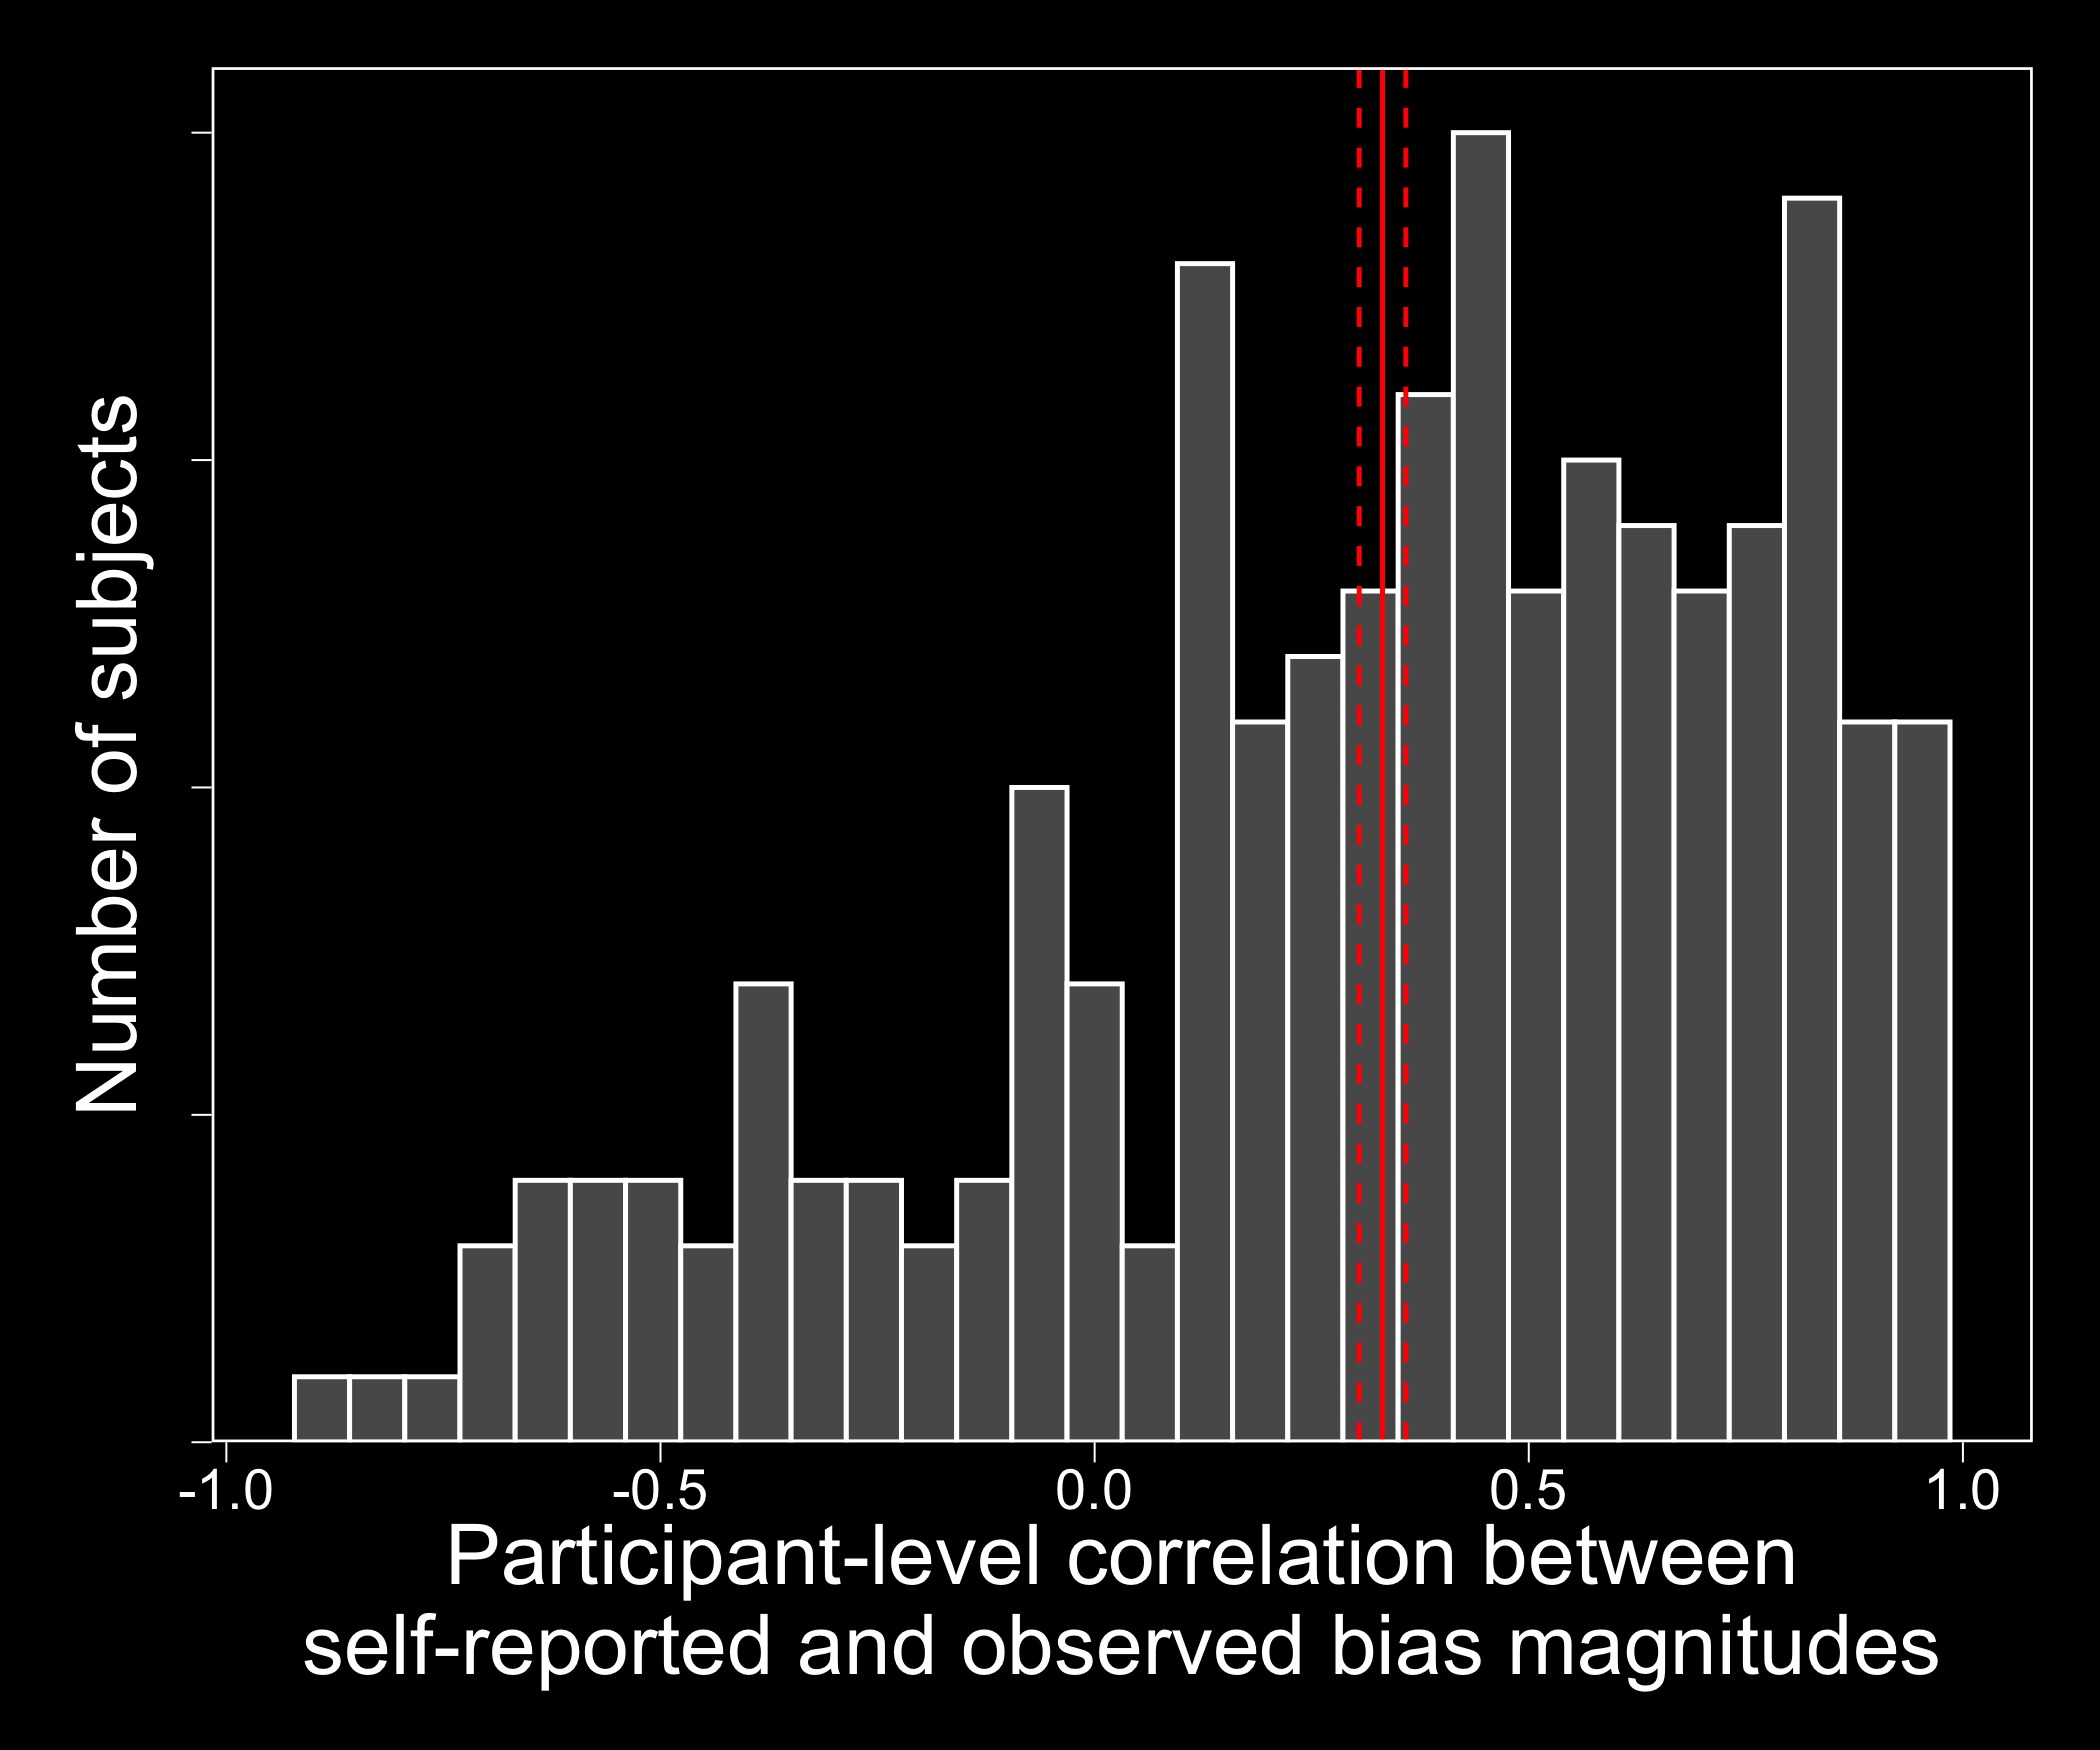 Number of subjects
-1.0 -0.5 0.0 0.5 1.0
Participant-level correlation between
self-reported and observed bias magnitudes